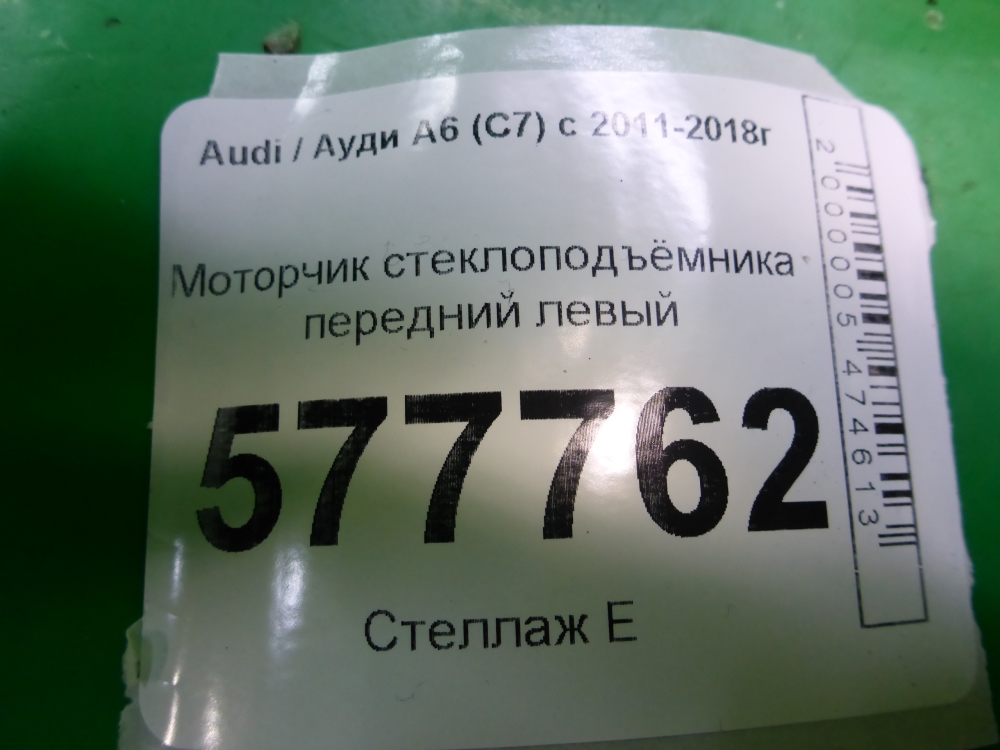 Audi / Ауди А6 (С7) с 2011-2018г
Моторчик стеклоподъёмника
передний левый
577762
Стеллаж Е
2000005474613